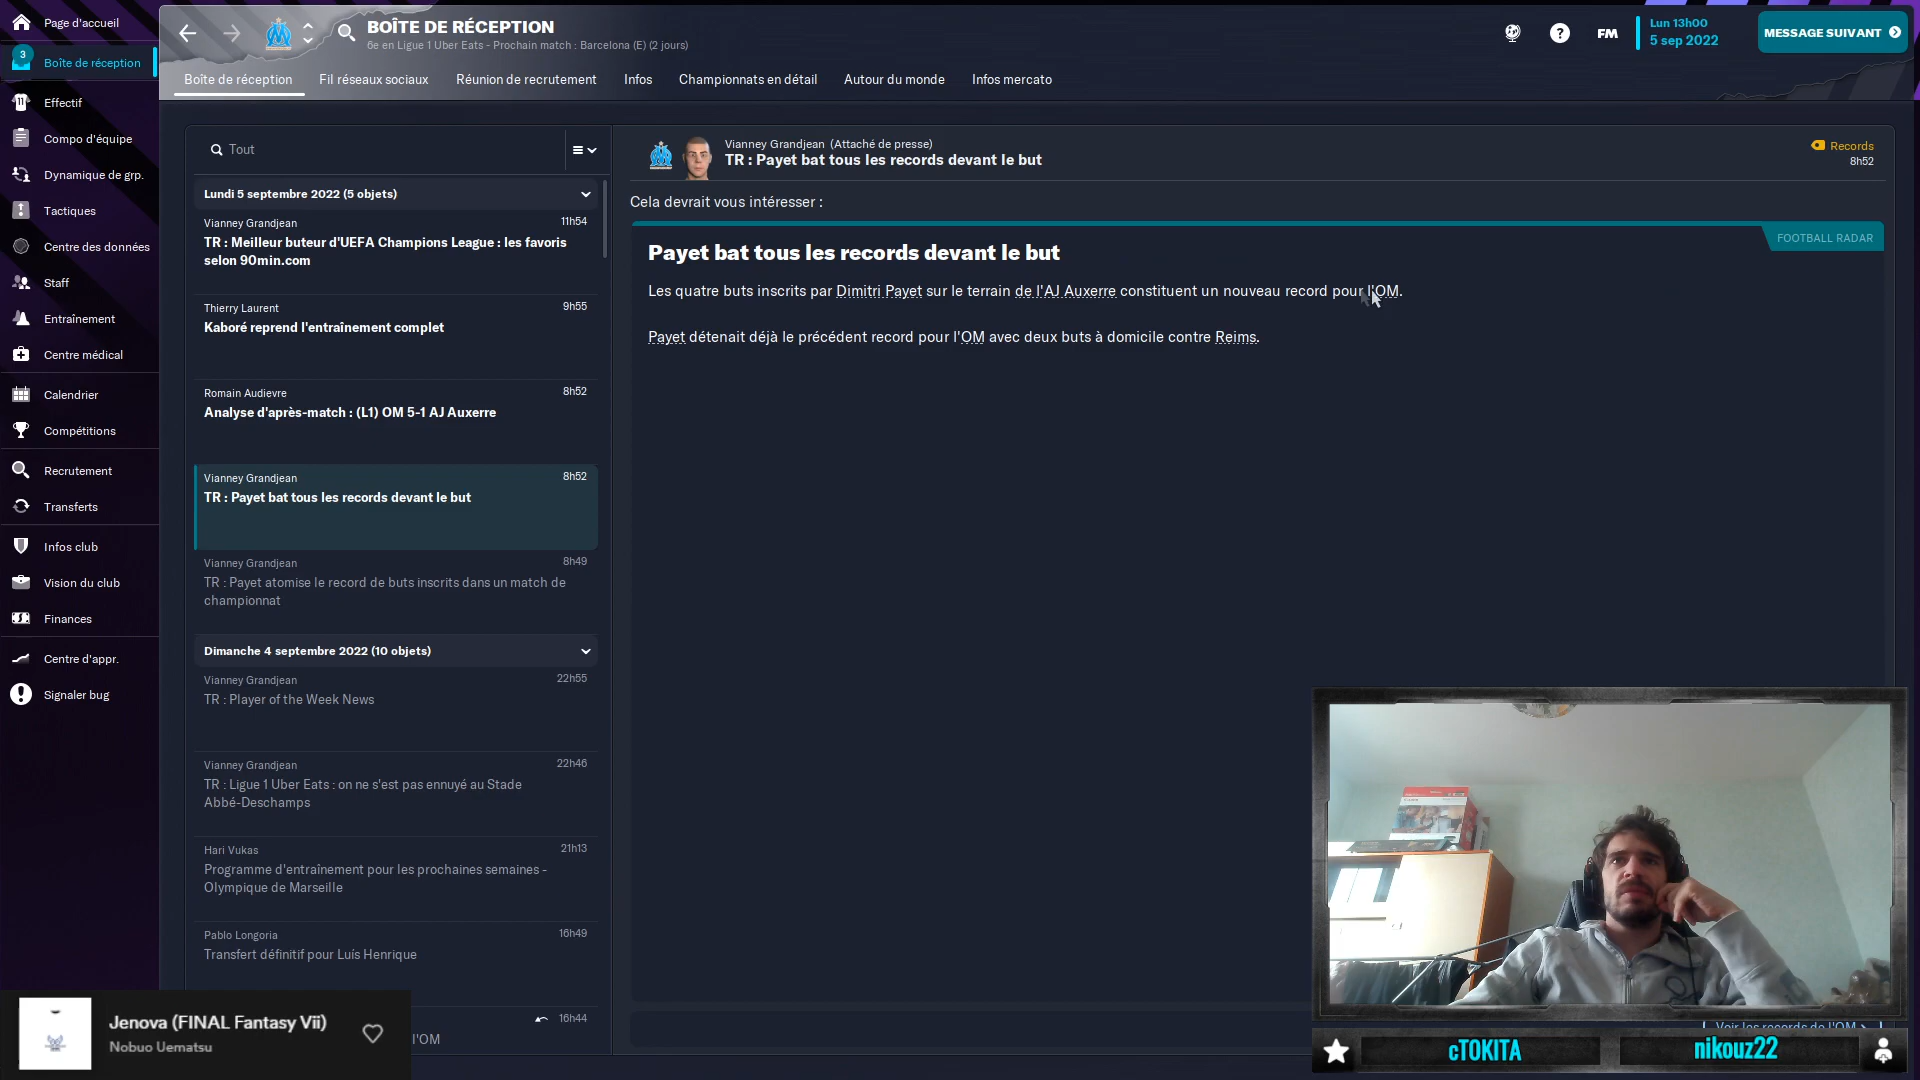 Page d'accueil
3
Boîte de réception
Effectif
Compo d'équipe
Dynamique de grp.
Tactiques
Centre des données
Staff
Entraînement
Centre médical
Calendrier
Compétitions
Recrutement
Transferts
Infos club
Vision du club
Finances
Centre d'appr.
Signaler bug
BOÎTE DE RÉCEPTION
6e en Ligue 1 Uber Eats - Prochain match : Barcelona (E) (2 jours)
FM
Lun 13h00
5 sep 2022
MESSAGE SUIVANT
Boîte de réception
Fil réseaux sociaux
Réunion de recrutement
Infos
Championnats en détail
Autour du monde
Infos mercato
Tout
Lundi 5 septembre 2022 (5 objets)
Vianney Grandjean 11h54
TR : Meilleur buteur d'UEFA Champions League : les favoris
selon 90min.com
Thierry Laurent 9h55
Kaboré reprend l'entraînement complet
Romain Audievre 8h52
Analyse d'après-match : (L1) OM 5-1 AJ Auxerre
Vianney Grandjean 8h52
TR : Payet bat tous les records devant le but
Vianney Grandjean 8h49
TR : Payet atomise le record de buts inscrits dans un match de
championnat
Dimanche 4 septembre 2022 (10 objets)
Vianney Grandjean 22h55
TR : Player of the Week News
Vianney Grandjean 22h46
TR : Ligue 1 Uber Eats : on ne s'est pas ennuyé au Stade
Abbé-Deschamps
Hari Vukas 21h13
Programme d'entraînement pour les prochaines semaines -
Olympique de Marseille
Pablo Longoria 16h49
Transfert définitif pour Luís Henrique
16h44
l'OM
Vianney Grandjean (Attaché de presse)
TR : Payet bat tous les records devant le but
Records
8h52
Cela devrait vous intéresser :
FOOTBALL RADAR
Payet bat tous les records devant le but
Les quatre buts inscrits par Dimitri Payet sur le terrain de l'AJ Auxerre constituent un nouveau record pour l'OM.
Payet détenait déjà le précédent record pour l'OM avec deux buts à domicile contre Reims.
Voir les records de l'OM >
Jenova (FINAL Fantasy Vii)
Nobuo Uematsu
cTOKITA
nikouz22